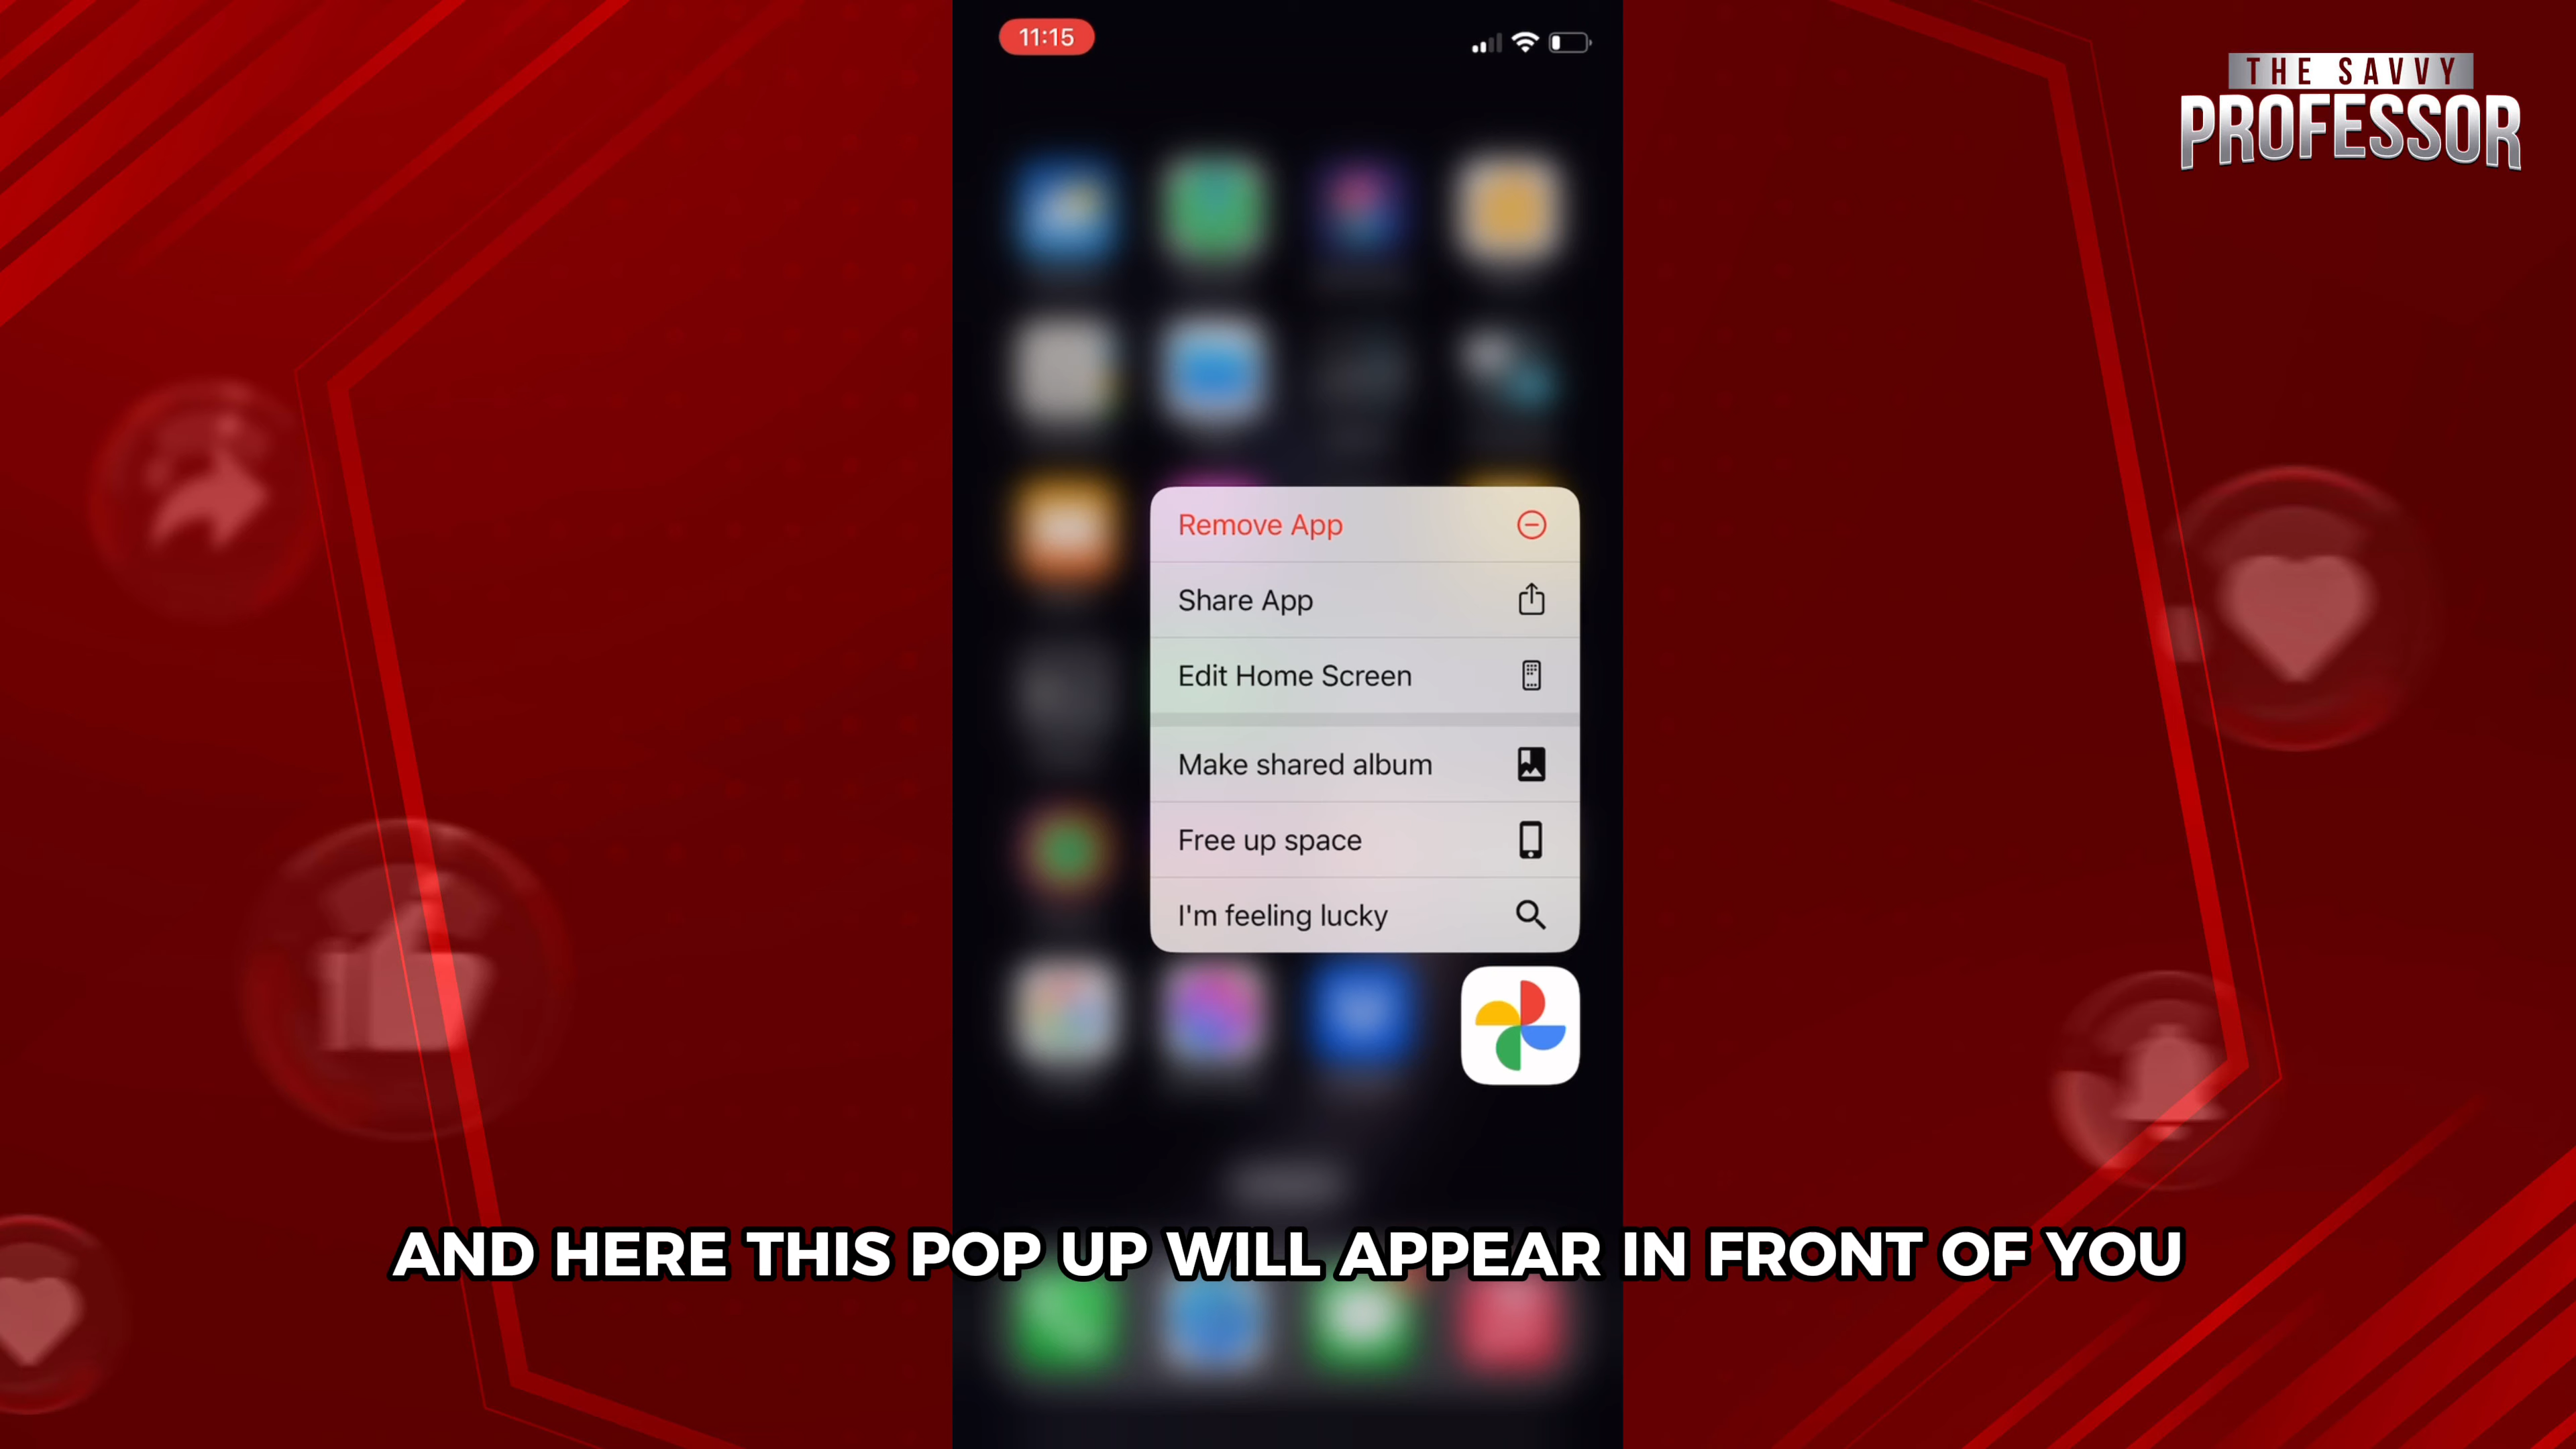 11:15
THE SAVVY
PROFESSOR
Remove App
Share App
Edit Home Screen
Make shared album
Free up space
I'm feeling lucky
AND HERE THIS POP UP WILL APPEAR IN FRONT OF YOU